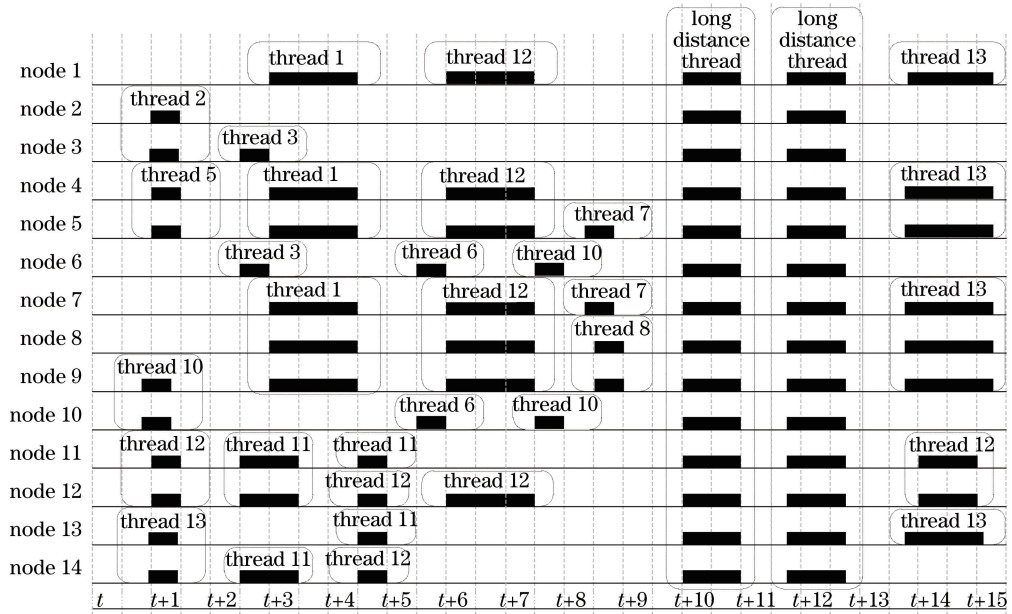 long long
distance distance
node 1 thread 1 thread 12 thread thread thread 13
node 2 thread 2
node 3 thread 3
node 4 thread 5 thread 1 thread 12 thread 13
node 5 thread 7
node 6 thread 3 thread 6 thread 10
node 7 thread 1 thread 12 thread 7 thread 13
node 8 thread 8
node 9 thread 10
node 10 thread 6 thread 10
node 11 thread 12 thread 11 thread 11 thread 12
node 12 thread 12 thread 12
node 13 thread 13 thread 11 thread 13
node 14 thread 11 thread 12
t t+1 t+2 t+3 t+4 t+5 t+6 t+7 t+8 t+9 t+10 t+11 t+12 t+13 t+14 t+15